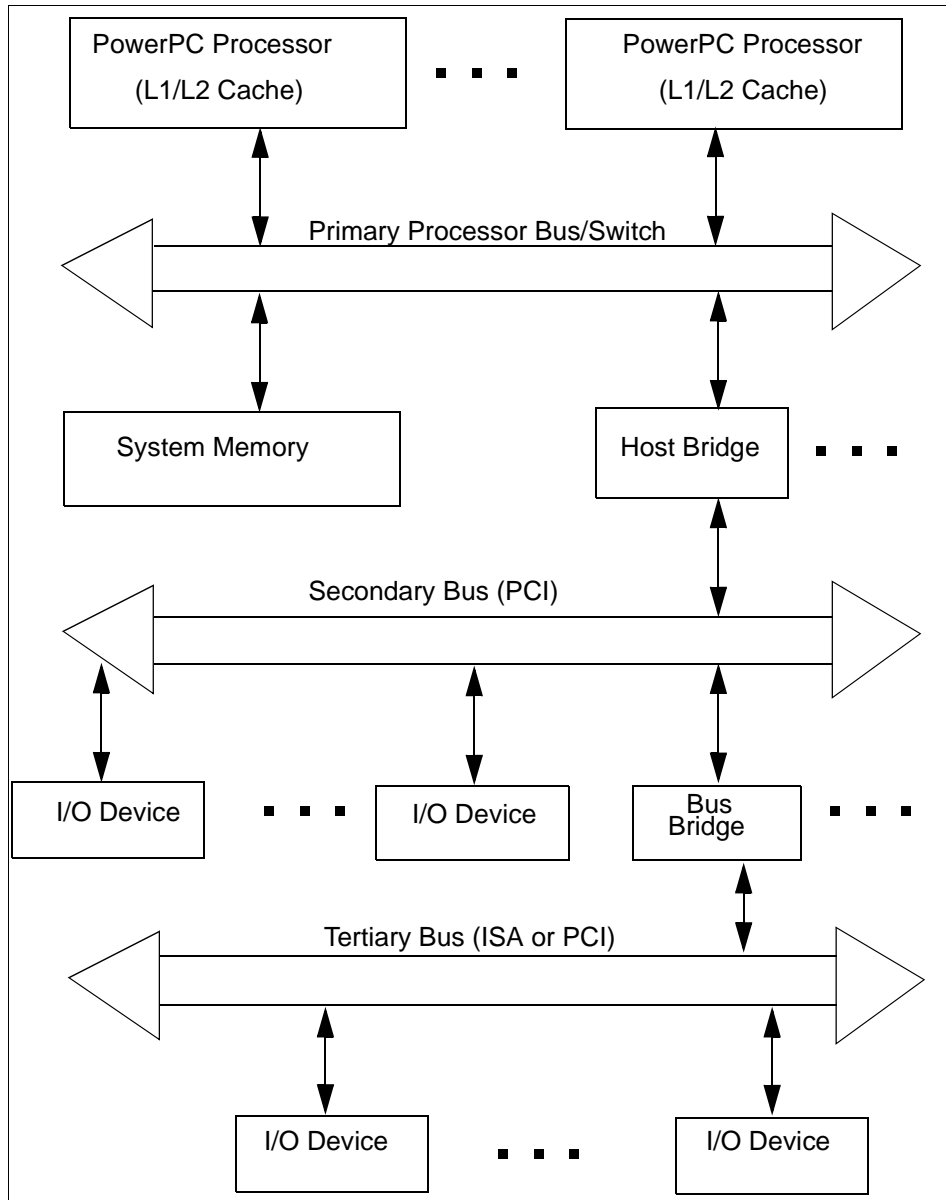 PowerPC Processor
(L1/L2 Cache)
PowerPC Processor
(L1/L2 Cache)
Primary Processor Bus/Switch
System Memory
Host Bridge
Secondary Bus (PCI)
I/O Device
I/O Device
Bus
Bridge
Tertiary Bus (ISA or PCI)
I/O Device
I/O Device